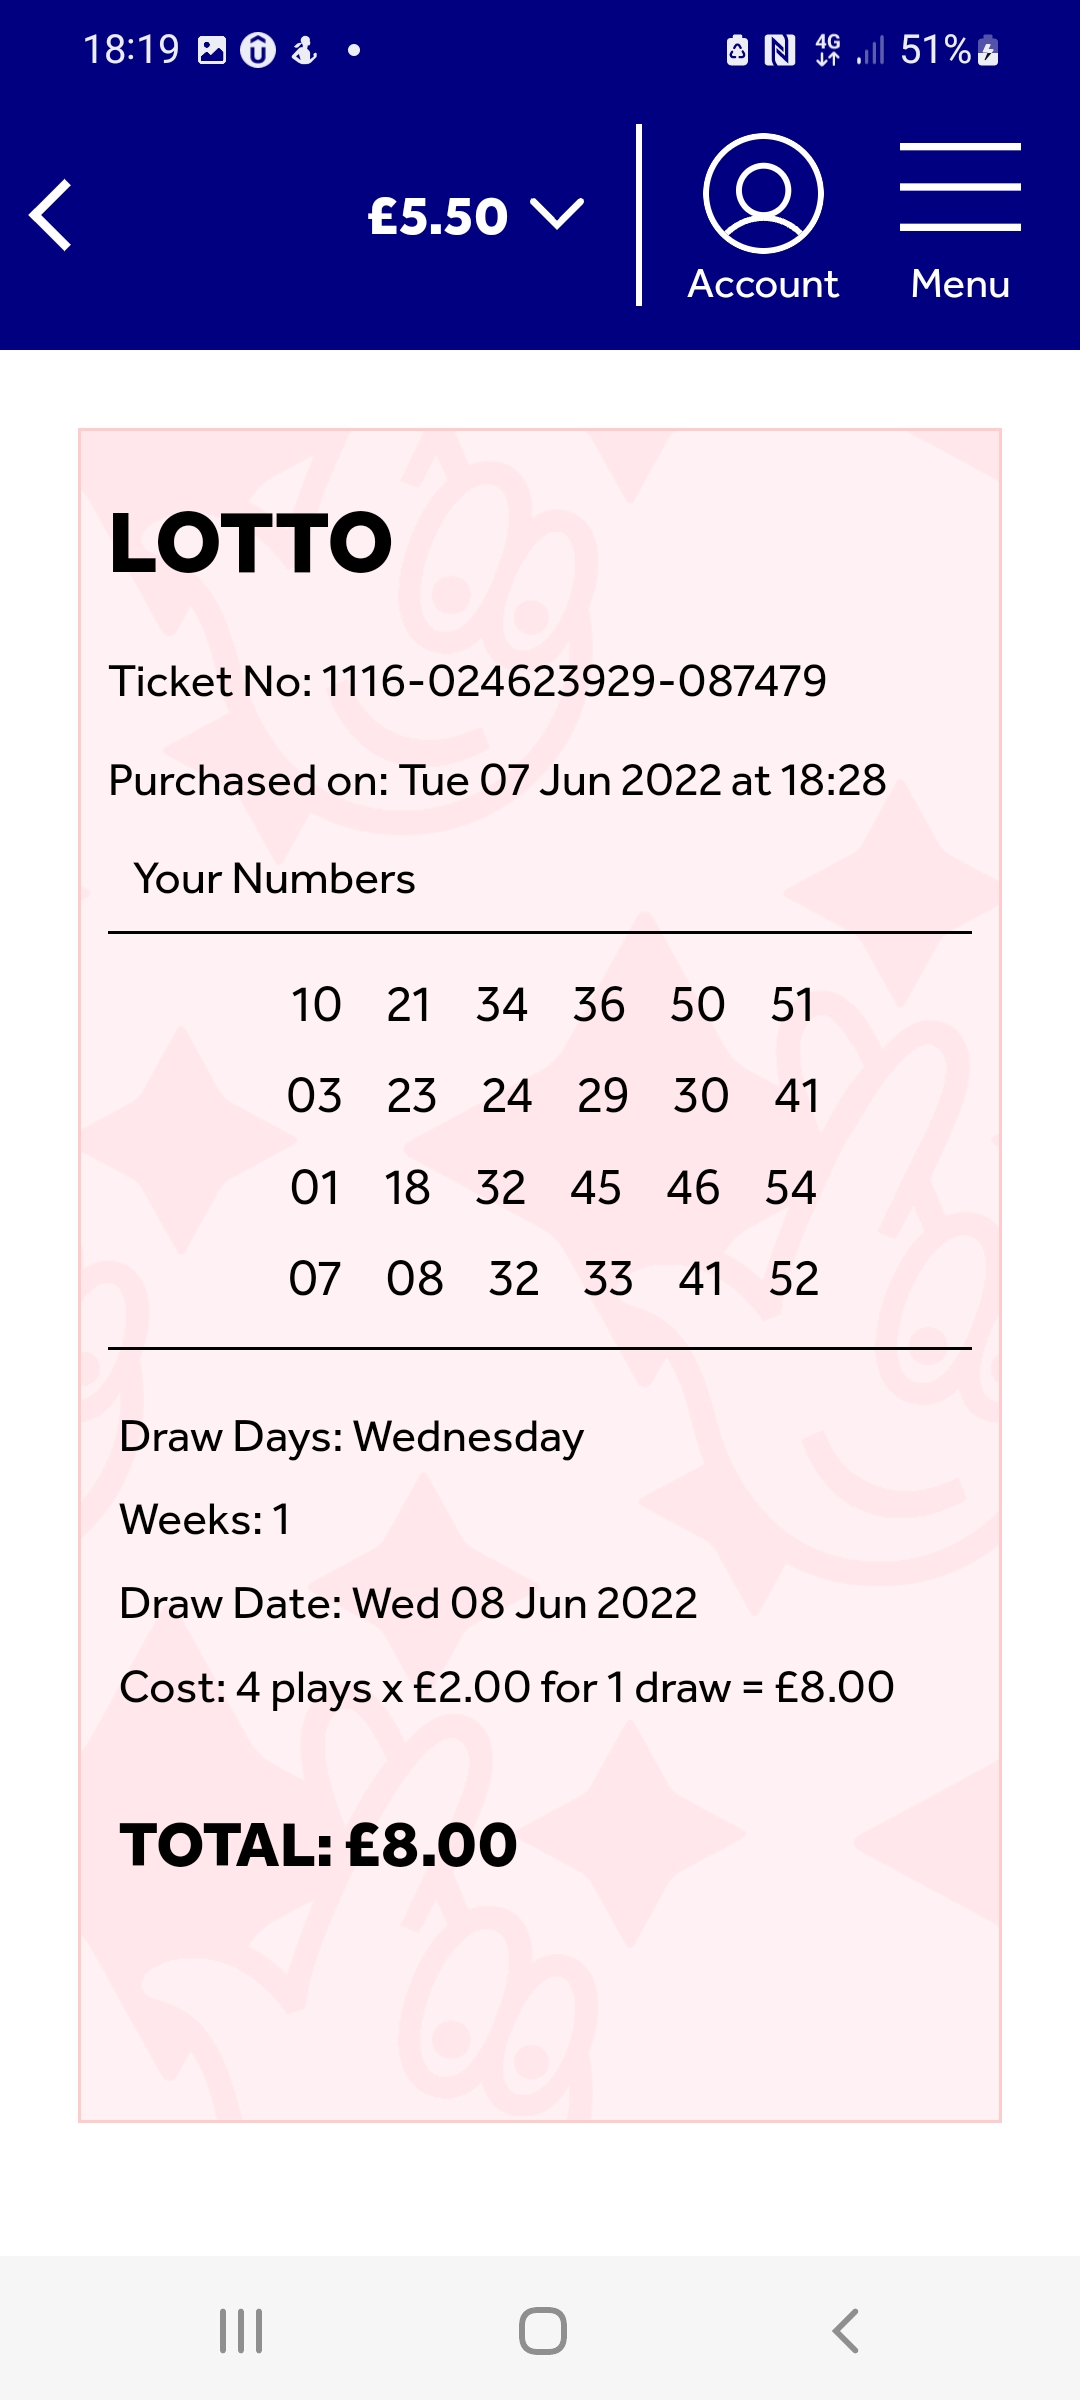 18:19 4G 51%
£5.50
Account Menu
LOTTO
Ticket No: 1116-024623929-087479
Purchased on: Tue 07 Jun 2022 at 18:28
Your Numbers
10 21 34 36 50 51
03 23 24 29 30 41
01 18 32 45 46 54
07 08 32 33 41 52
Draw Days: Wednesday
Weeks: 1
Draw Date: Wed 08 Jun 2022
Cost: 4 plays x £2.00 for 1 draw = £8.00
TOTAL: £8.00